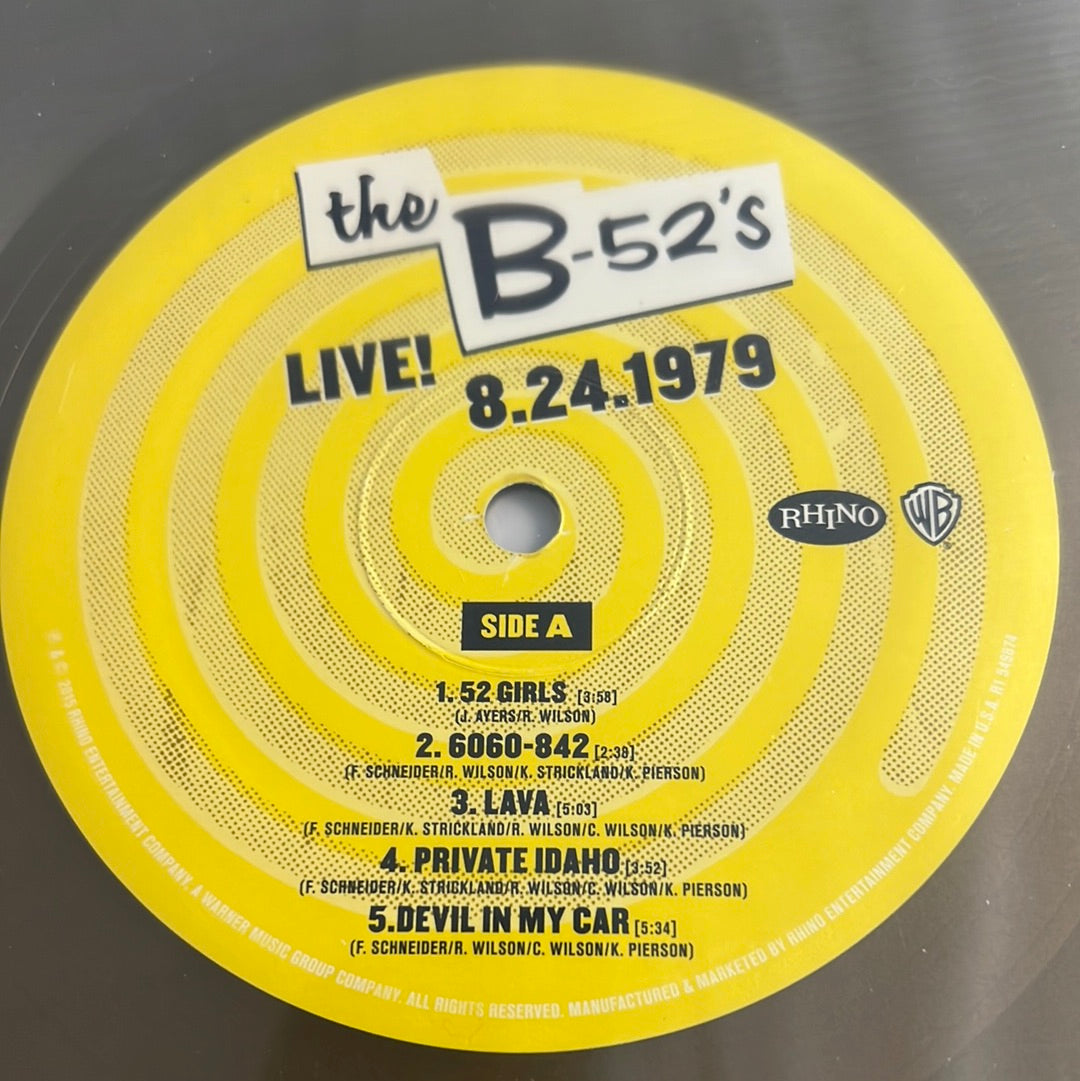 the
B-52's
LIVE!
8.24.1979
RHINO
WB
SIDE A
1. 52 GIRLS [3:58]
(J. AYERS/R. WILSON)
2. 6060-842 [2:38]
(F. SCHNEIDER/R. WILSON/K. STRICKLAND/K. PIERSON)
3. LAVA [5:03]
(F. SCHNEIDER/K. STRICKLAND/R. WILSON/C. WILSON/K. PIERSON)
4. PRIVATE IDAHO [3:52]
(F. SCHNEIDER/K. STRICKLAND/R. WILSON/C. WILSON/K. PIERSON)
5.DEVIL IN MY CAR [5:34]
(F. SCHNEIDER/R. WILSON/C. WILSON/K. PIERSON)
℗ & ©. 2015 RHINO ENTERTAINMENT COMPANY, A WARNER MUSIC GROUP COMPANY. ALL RIGHTS RESERVED. MANUFACTURED & MARKETED BY RHINO ENTERTAINMENT COMPANY. MADE IN U.S.A. R1